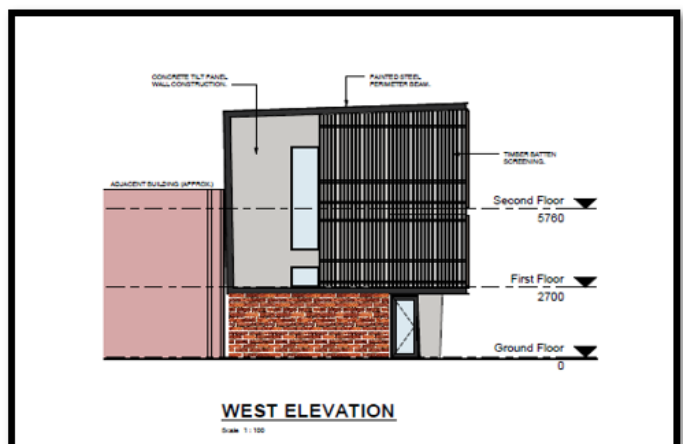 CONCRETE TILT PANEL
WALL CONSTRUCTION.
PAINTED STEEL
PERIMETER BEAM.
TIMBER BATTEN
SCREENING.
ADJACENT BUILDING (APPROX.)
Second Floor
5760
First Floor
2700
Ground Floor
0
WEST ELEVATION
Scale 1 : 100